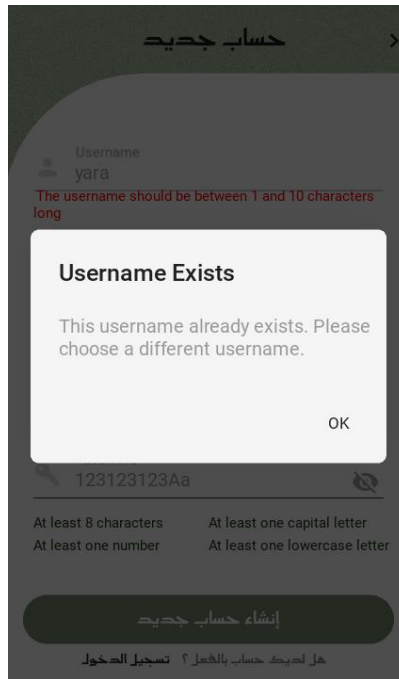 حساب جديد
Username
yara
The username should be between 1 and 10 characters
long
Username Exists
This username already exists. Please
choose a different username.
OK
123123123Aa
At least 8 characters At least one capital letter
At least one number At least one lowercase letter
إنشاء حساب جديد
هل لديك حساب بالفعل ؟ تسجيل الدخول